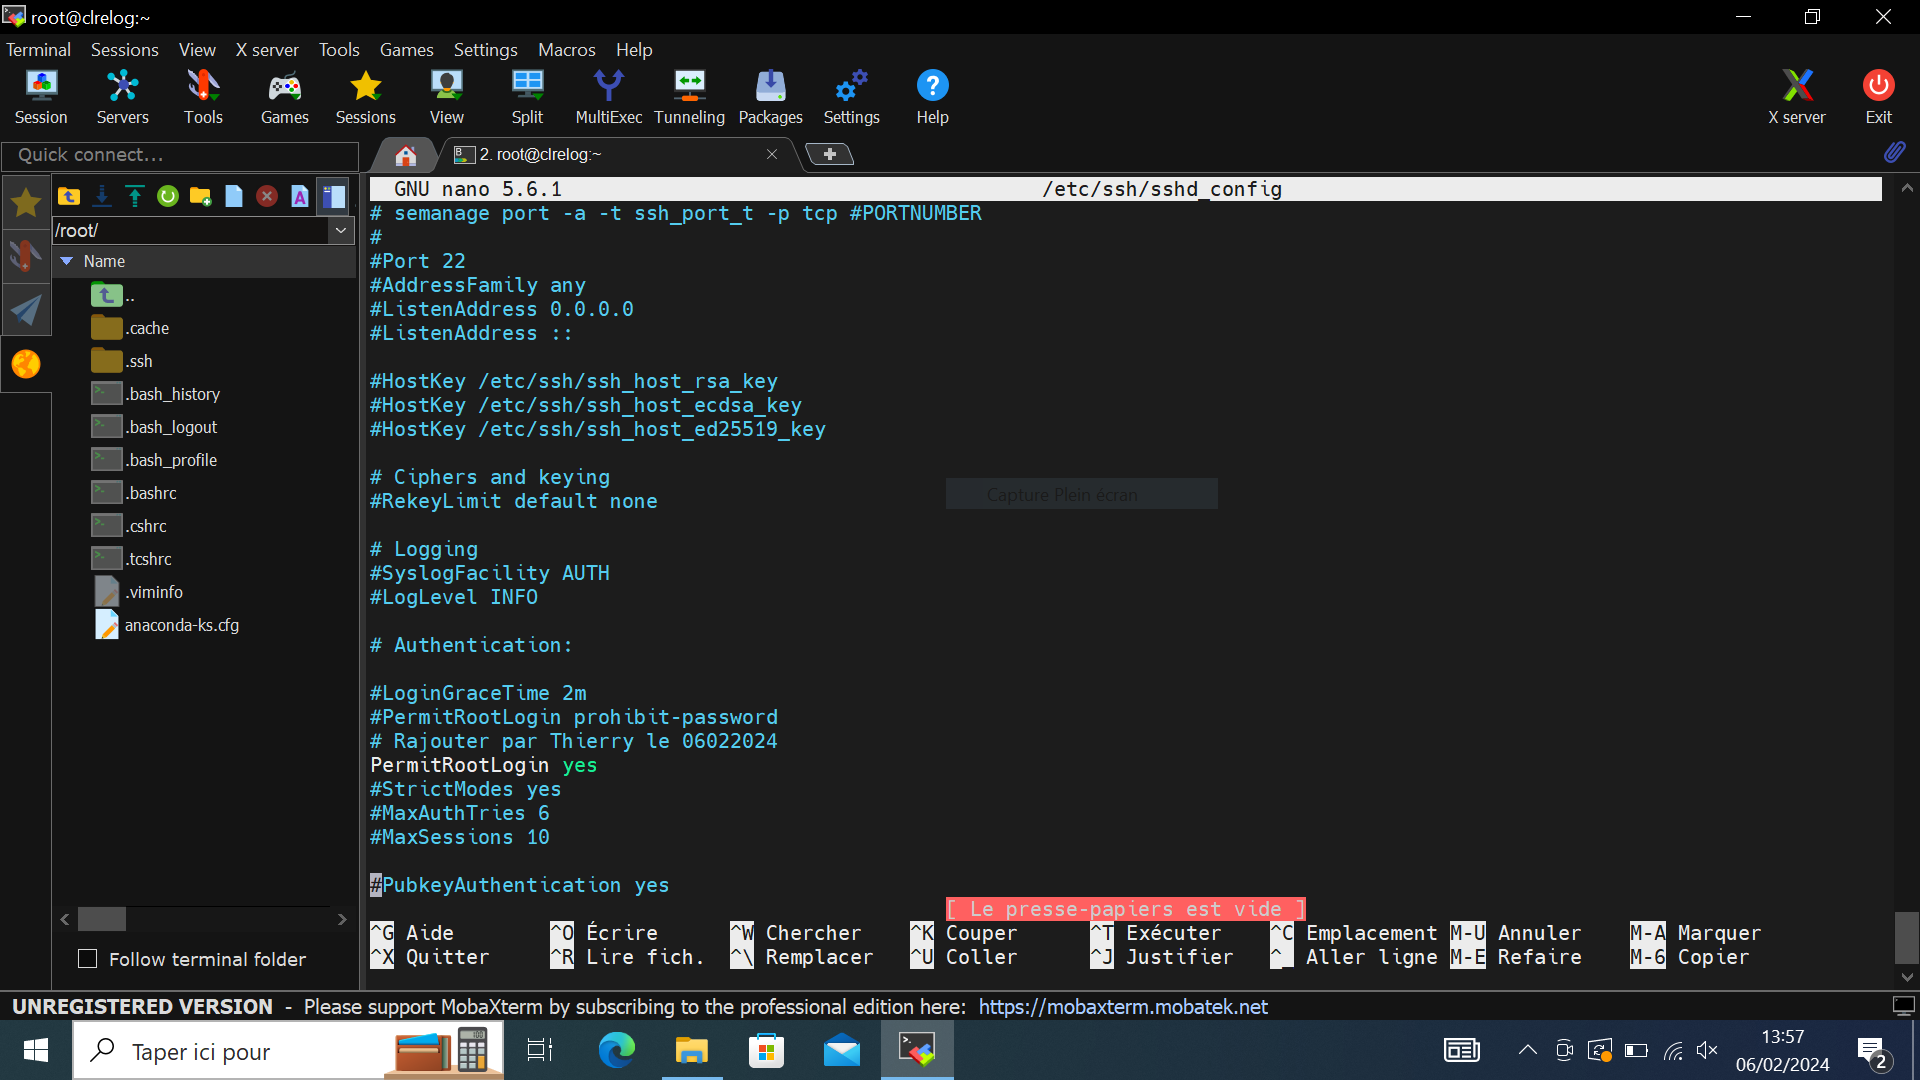 root@clrelog:~
Terminal Sessions View X server Tools Games Settings Macros Help
Session Servers Tools Games Sessions View Split MultiExec Tunneling Packages Settings Help X server Exit
Quick connect...
2. root@clrelog:~
/root/
Name
..
.cache
.ssh
.bash_history
.bash_logout
.bash_profile
.bashrc
.cshrc
.tcshrc
.viminfo
anaconda-ks.cfg
Follow terminal folder
GNU nano 5.6.1 /etc/ssh/sshd_config
# semanage port -a -t ssh_port_t -p tcp #PORTNUMBER
#
#Port 22
#AddressFamily any
#ListenAddress 0.0.0.0
#ListenAddress ::
#HostKey /etc/ssh/ssh_host_rsa_key
#HostKey /etc/ssh/ssh_host_ecdsa_key
#HostKey /etc/ssh/ssh_host_ed25519_key
# Ciphers and keying
#RekeyLimit default none
Capture Plein écran
# Logging
#SyslogFacility AUTH
#LogLevel INFO
# Authentication:
#LoginGraceTime 2m
#PermitRootLogin prohibit-password
# Rajouter par Thierry le 06022024
PermitRootLogin yes
#StrictModes yes
#MaxAuthTries 6
#MaxSessions 10
#PubkeyAuthentication yes
[ Le presse-papiers est vide ]
^G Aide ^O Écrire ^W Chercher ^K Couper ^T Exécuter ^C Emplacement M-U Annuler M-A Marquer
^X Quitter ^R Lire fich. ^\ Remplacer ^U Coller ^J Justifier ^_ Aller ligne M-E Refaire M-6 Copier
UNREGISTERED VERSION - Please support MobaXterm by subscribing to the professional edition here: https://mobaxterm.mobatek.net
Taper ici pour
13:57
06/02/2024
2